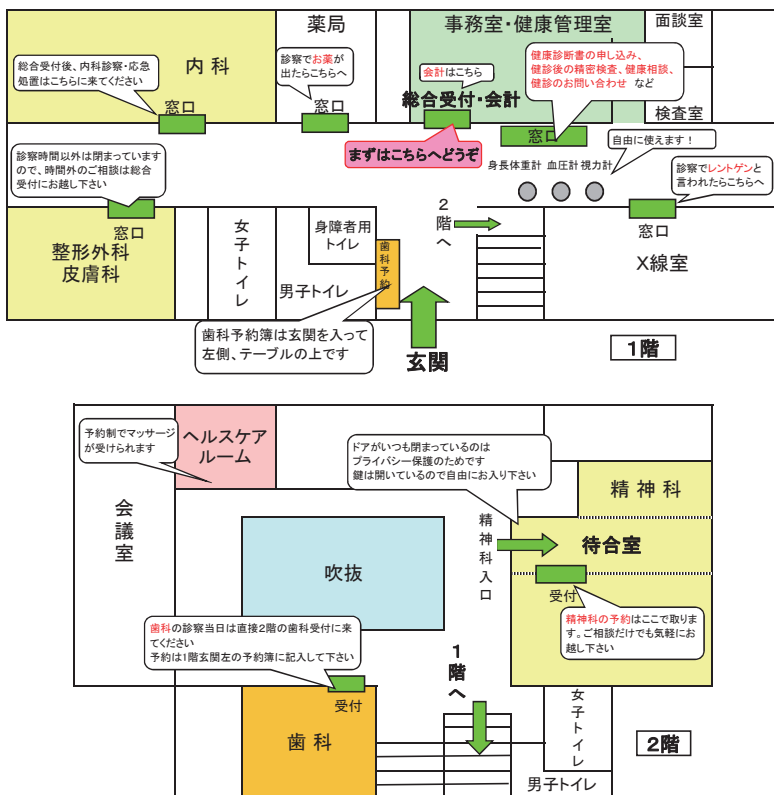 薬局
事務室・健康管理室
面談室
総合受付後、内科診察・応急
処置はこちらに来てください
内科
診察でお薬が
出たらこちらへ
会計はこちら
健康診断書の申し込み、
健診後の精密検査、健康相談、
健診のお問い合わせ など
窓口
窓口
総合受付・会計
検査室
窓口
まずはこちらへどうぞ
自由に使えます！
診察時間以外は閉まっています
ので、時間外のご相談は総合
受付にお越し下さい
身長体重計 血圧計 視力計
診察でレントゲンと
言われたらこちらへ
窓口
整形外科
皮膚科
女子トイレ
身障者用
トイレ
男子トイレ
歯科予約
2階へ
窓口
X線室
歯科予約簿は玄関を入って
左側、テーブルの上です
玄関
1階
予約制でマッサージ
が受けられます
ヘルスケア
ルーム
ドアがいつも閉まっているのは
プライバシー保護のためです
鍵は開いているので自由にお入り下さい
精神科
会議室
精神科入口
待合室
吹抜
受付
歯科の診察当日は直接2階の歯科受付に来
てください
予約は1階玄関左の予約簿に記入して下さい
精神科の予約はここで取りま
す。ご相談だけでも気軽にお
越し下さい
1階へ
受付
歯科
女子トイレ
2階
男子トイレ